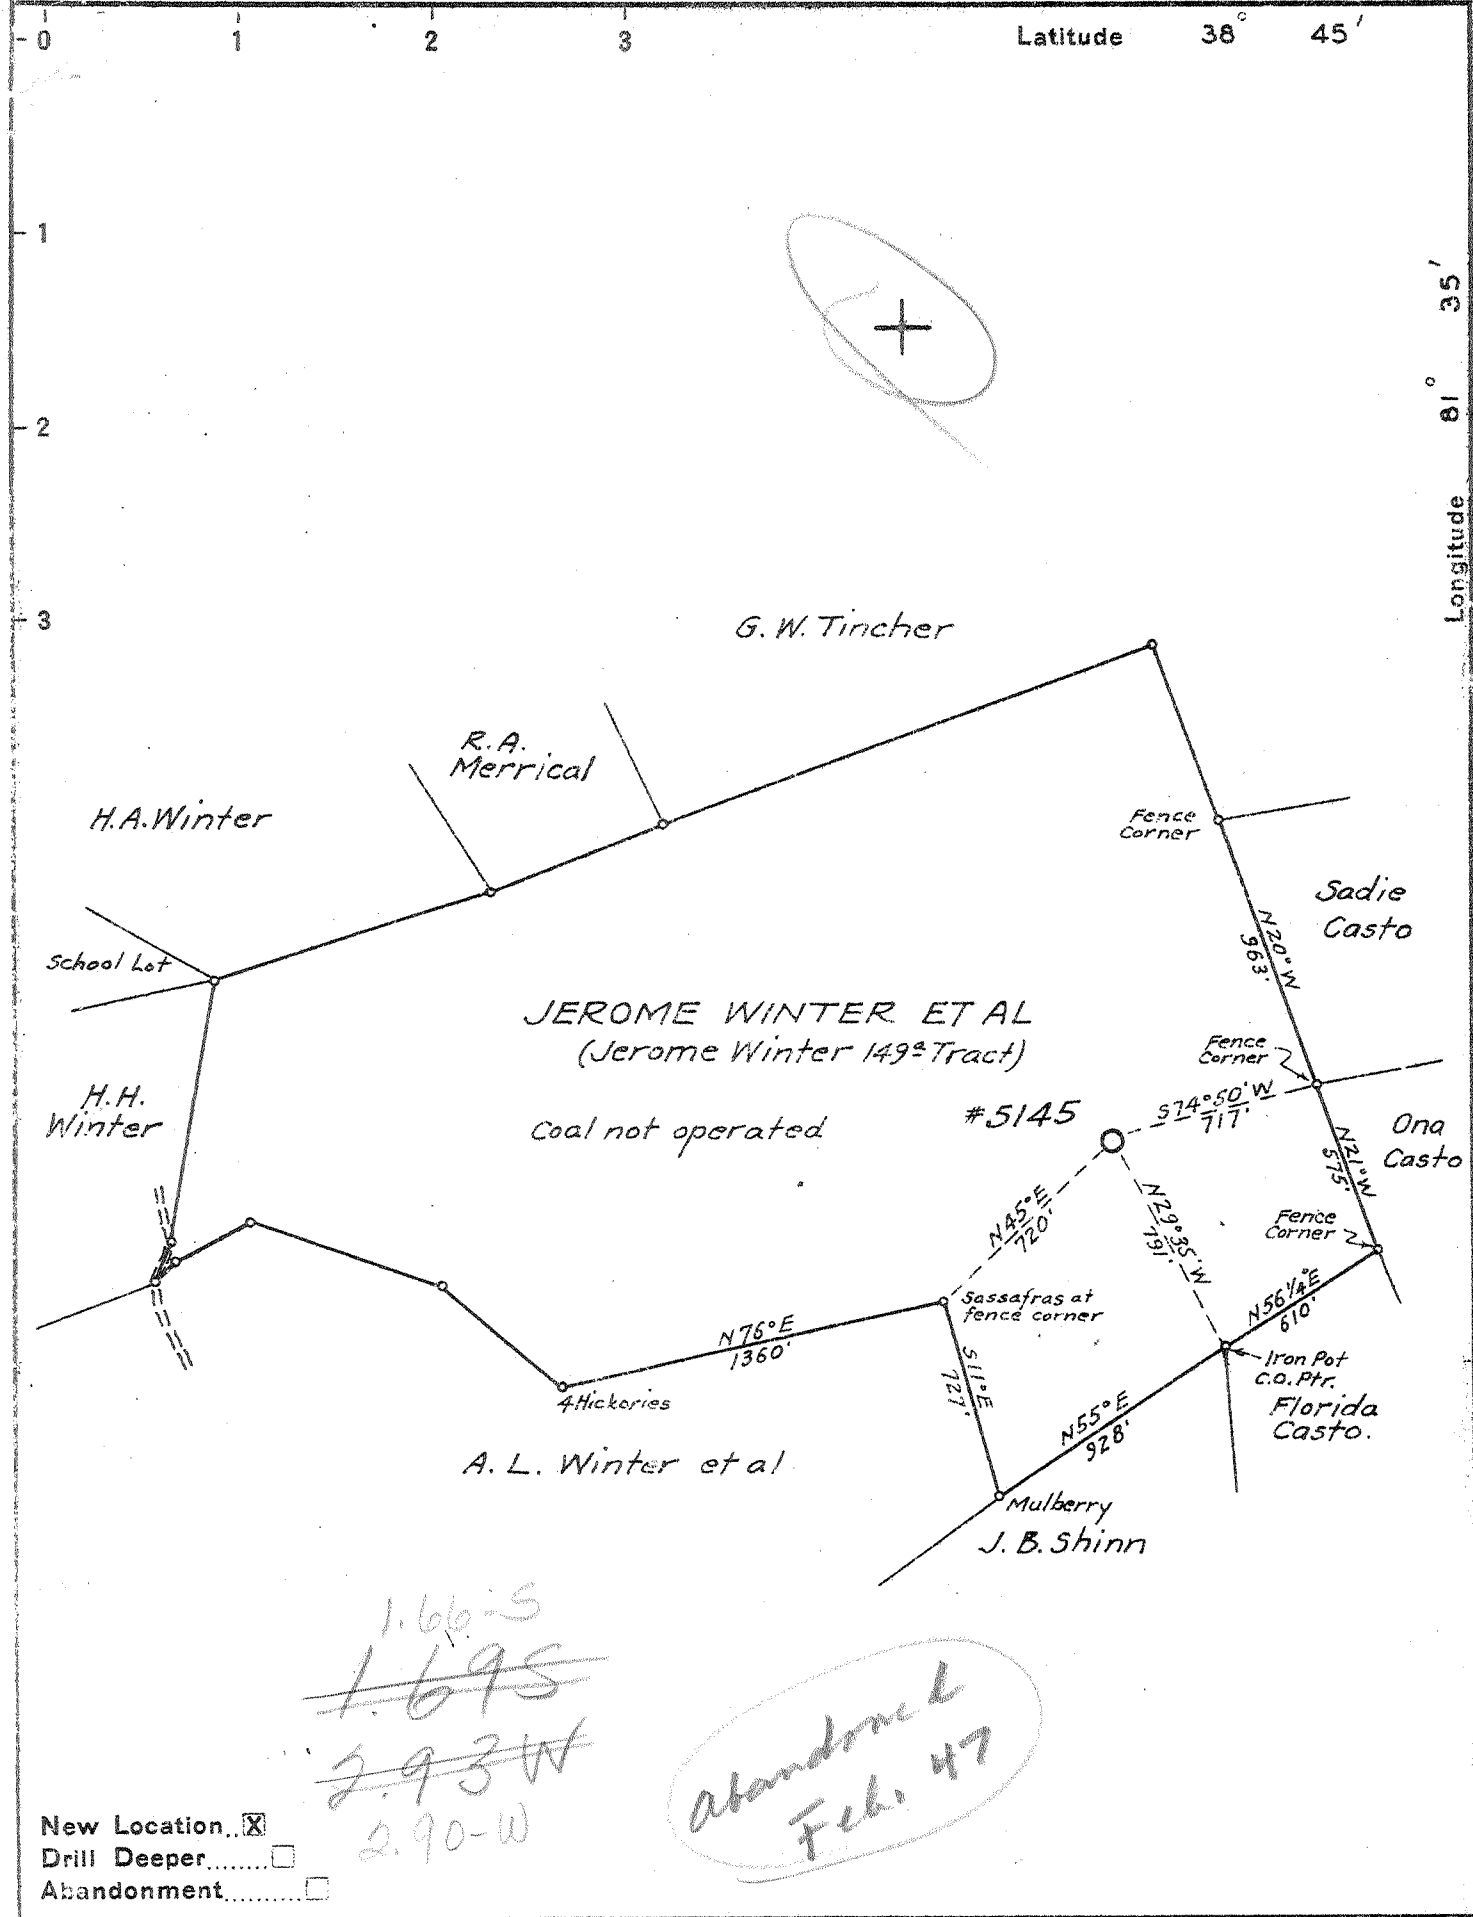 0 1 2 3 Latitude 38° 45'
1
2
3
Longitude 81° 35'
G. W. Tincher
R. A.
Merrical
H. A. Winter
Fence
Corner
Sadie
Casto
School Lot
N20°W
963'
JEROME WINTER ET AL
(Jerome Winter 149ª Tract)
Fence
Corner
H. H.
Winter
#5145
S74°50'W
717'
Coal not operated
Ona
Casto
N21°W
575'
N45°E
720'
N29°35'W
791'
Fence
Corner
Sassafras at
fence corner
N56¼°E
610'
N76°E
1360'
S11°E
727'
Iron Pot
C.O. Ptr.
4 Hickories
Florida
Casto.
N55°E
928'
A. L. Winter et al
Mulberry
J. B. Shinn
1.66-S
1.69S
2.93W
2.90-W
Abandoned
Feb. 47
New Location..X
Drill Deeper........
Abandonment..........